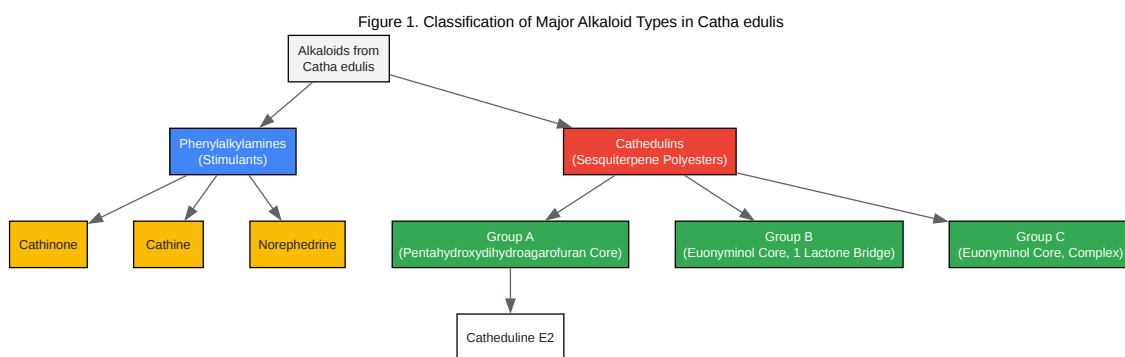 Figure 1. Classification of Major Alkaloid Types in Catha edulis
Alkaloids from
Catha edulis
Phenylalkylamines
(Stimulants)
Cathedulins
(Sesquiterpene Polyesters)
Cathinone
Cathine
Norephedrine
Group A
(Pentahydroxydihydroagarofuran Core)
Group B
(Euonyminol Core, 1 Lactone Bridge)
Group C
(Euonyminol Core, Complex)
Catheduline E2